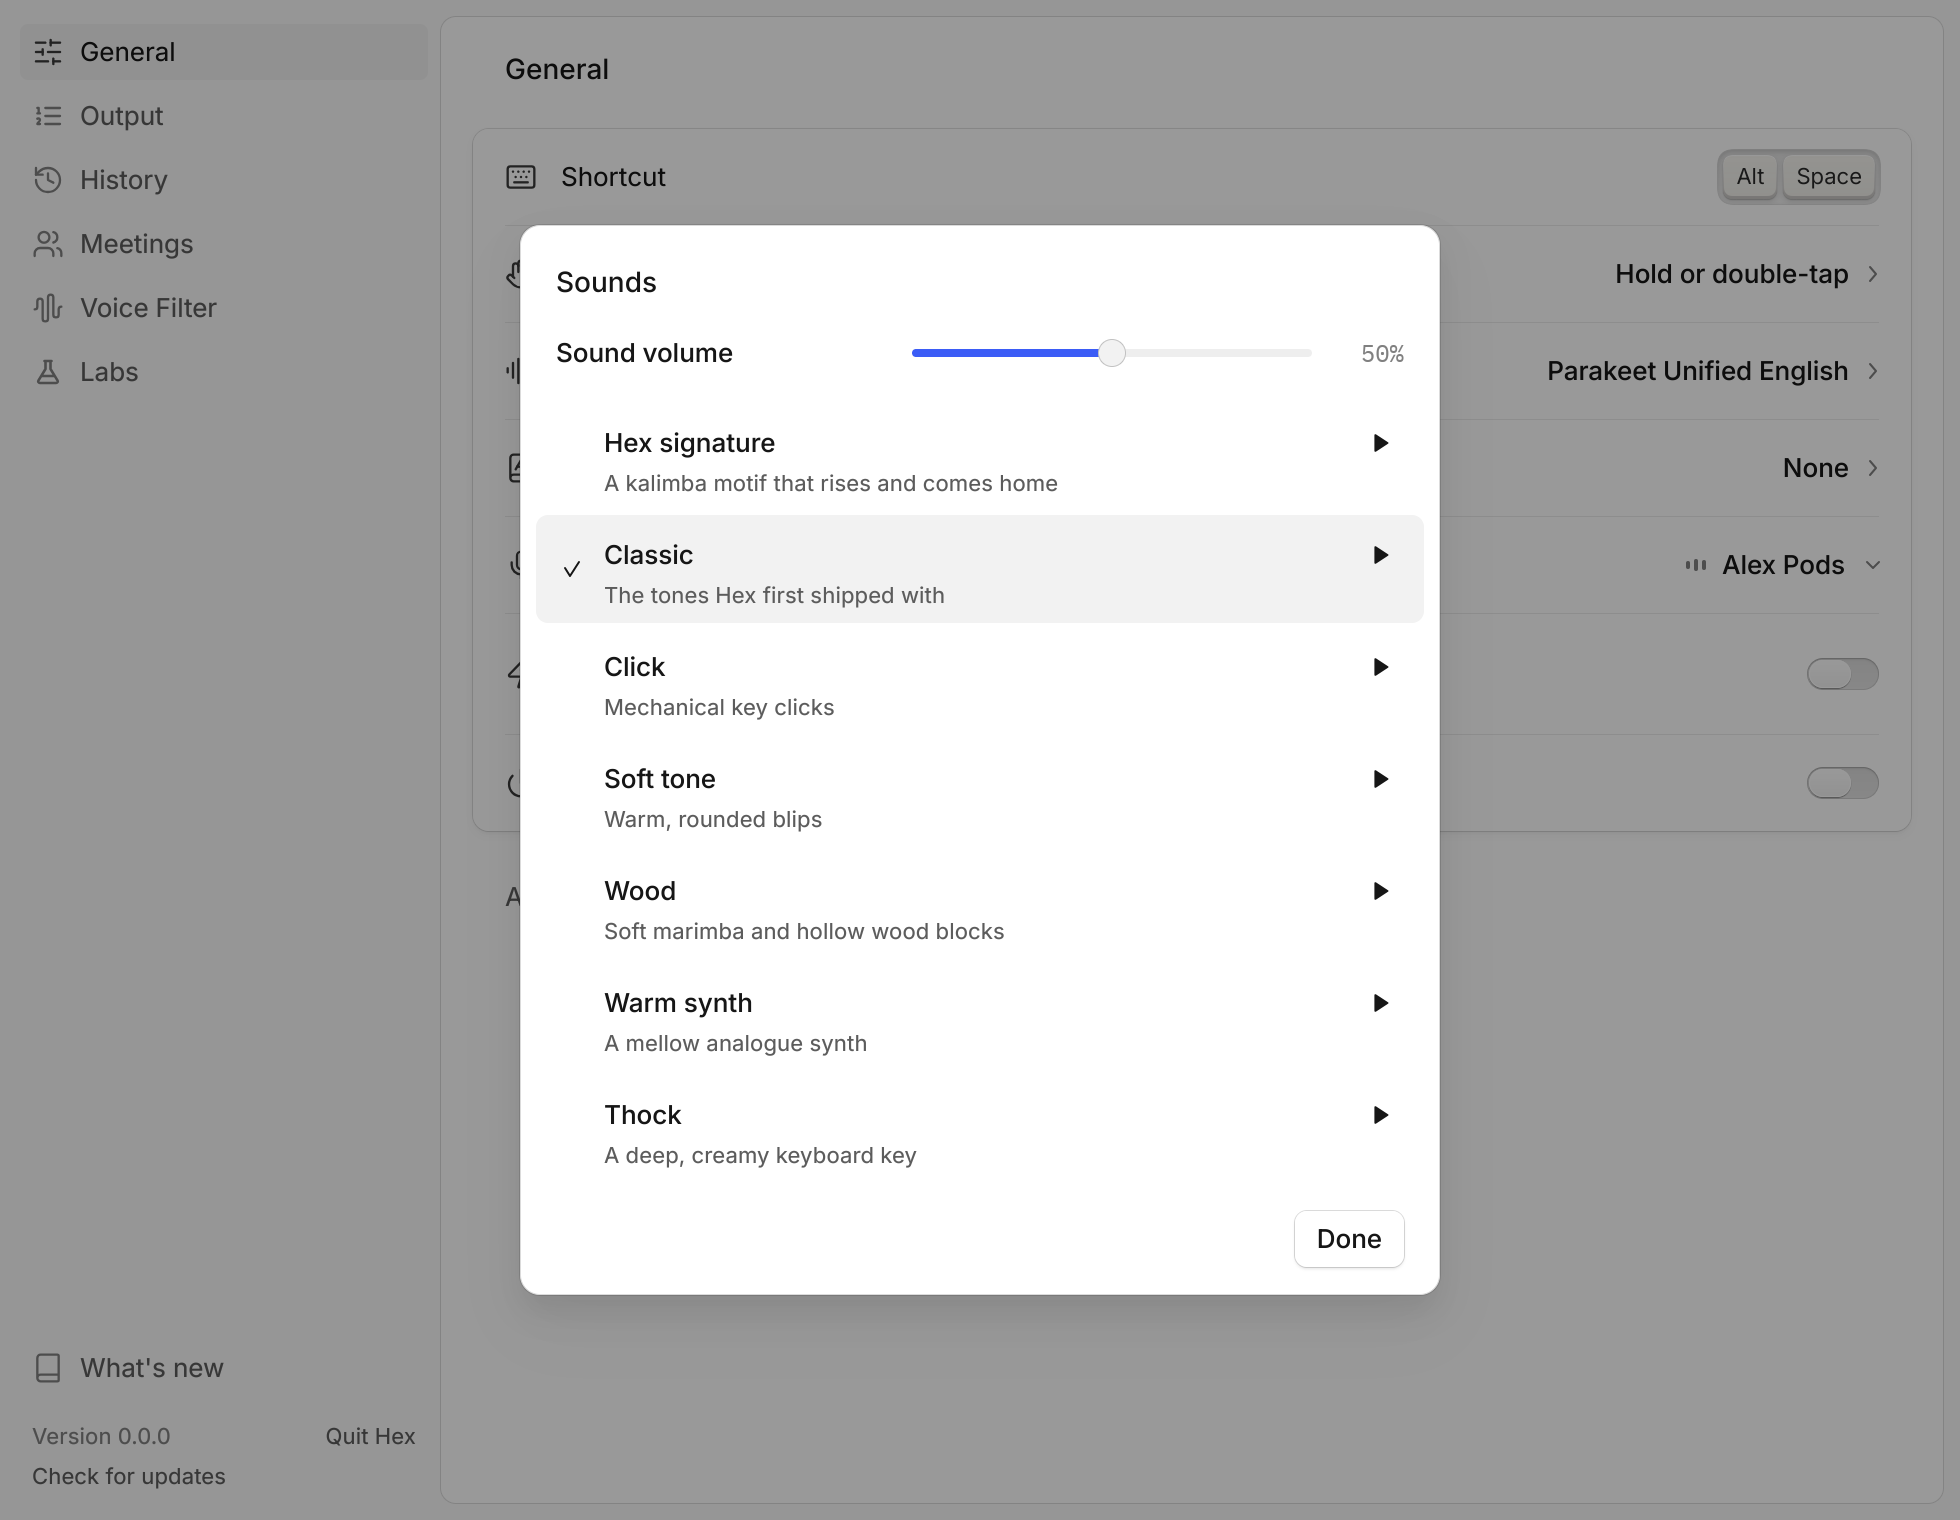 General
Output
History
Meetings
Voice Filter
Labs
What's new
Version 0.0.0
Quit Hex
Check for updates
General
Shortcut
Alt
Space
Hold or double-tap
Parakeet Unified English
None
Alex Pods
Sounds
Sound volume
50%
Hex signature
A kalimba motif that rises and comes home
Classic
The tones Hex first shipped with
Click
Mechanical key clicks
Soft tone
Warm, rounded blips
Wood
Soft marimba and hollow wood blocks
Warm synth
A mellow analogue synth
Thock
A deep, creamy keyboard key
Done